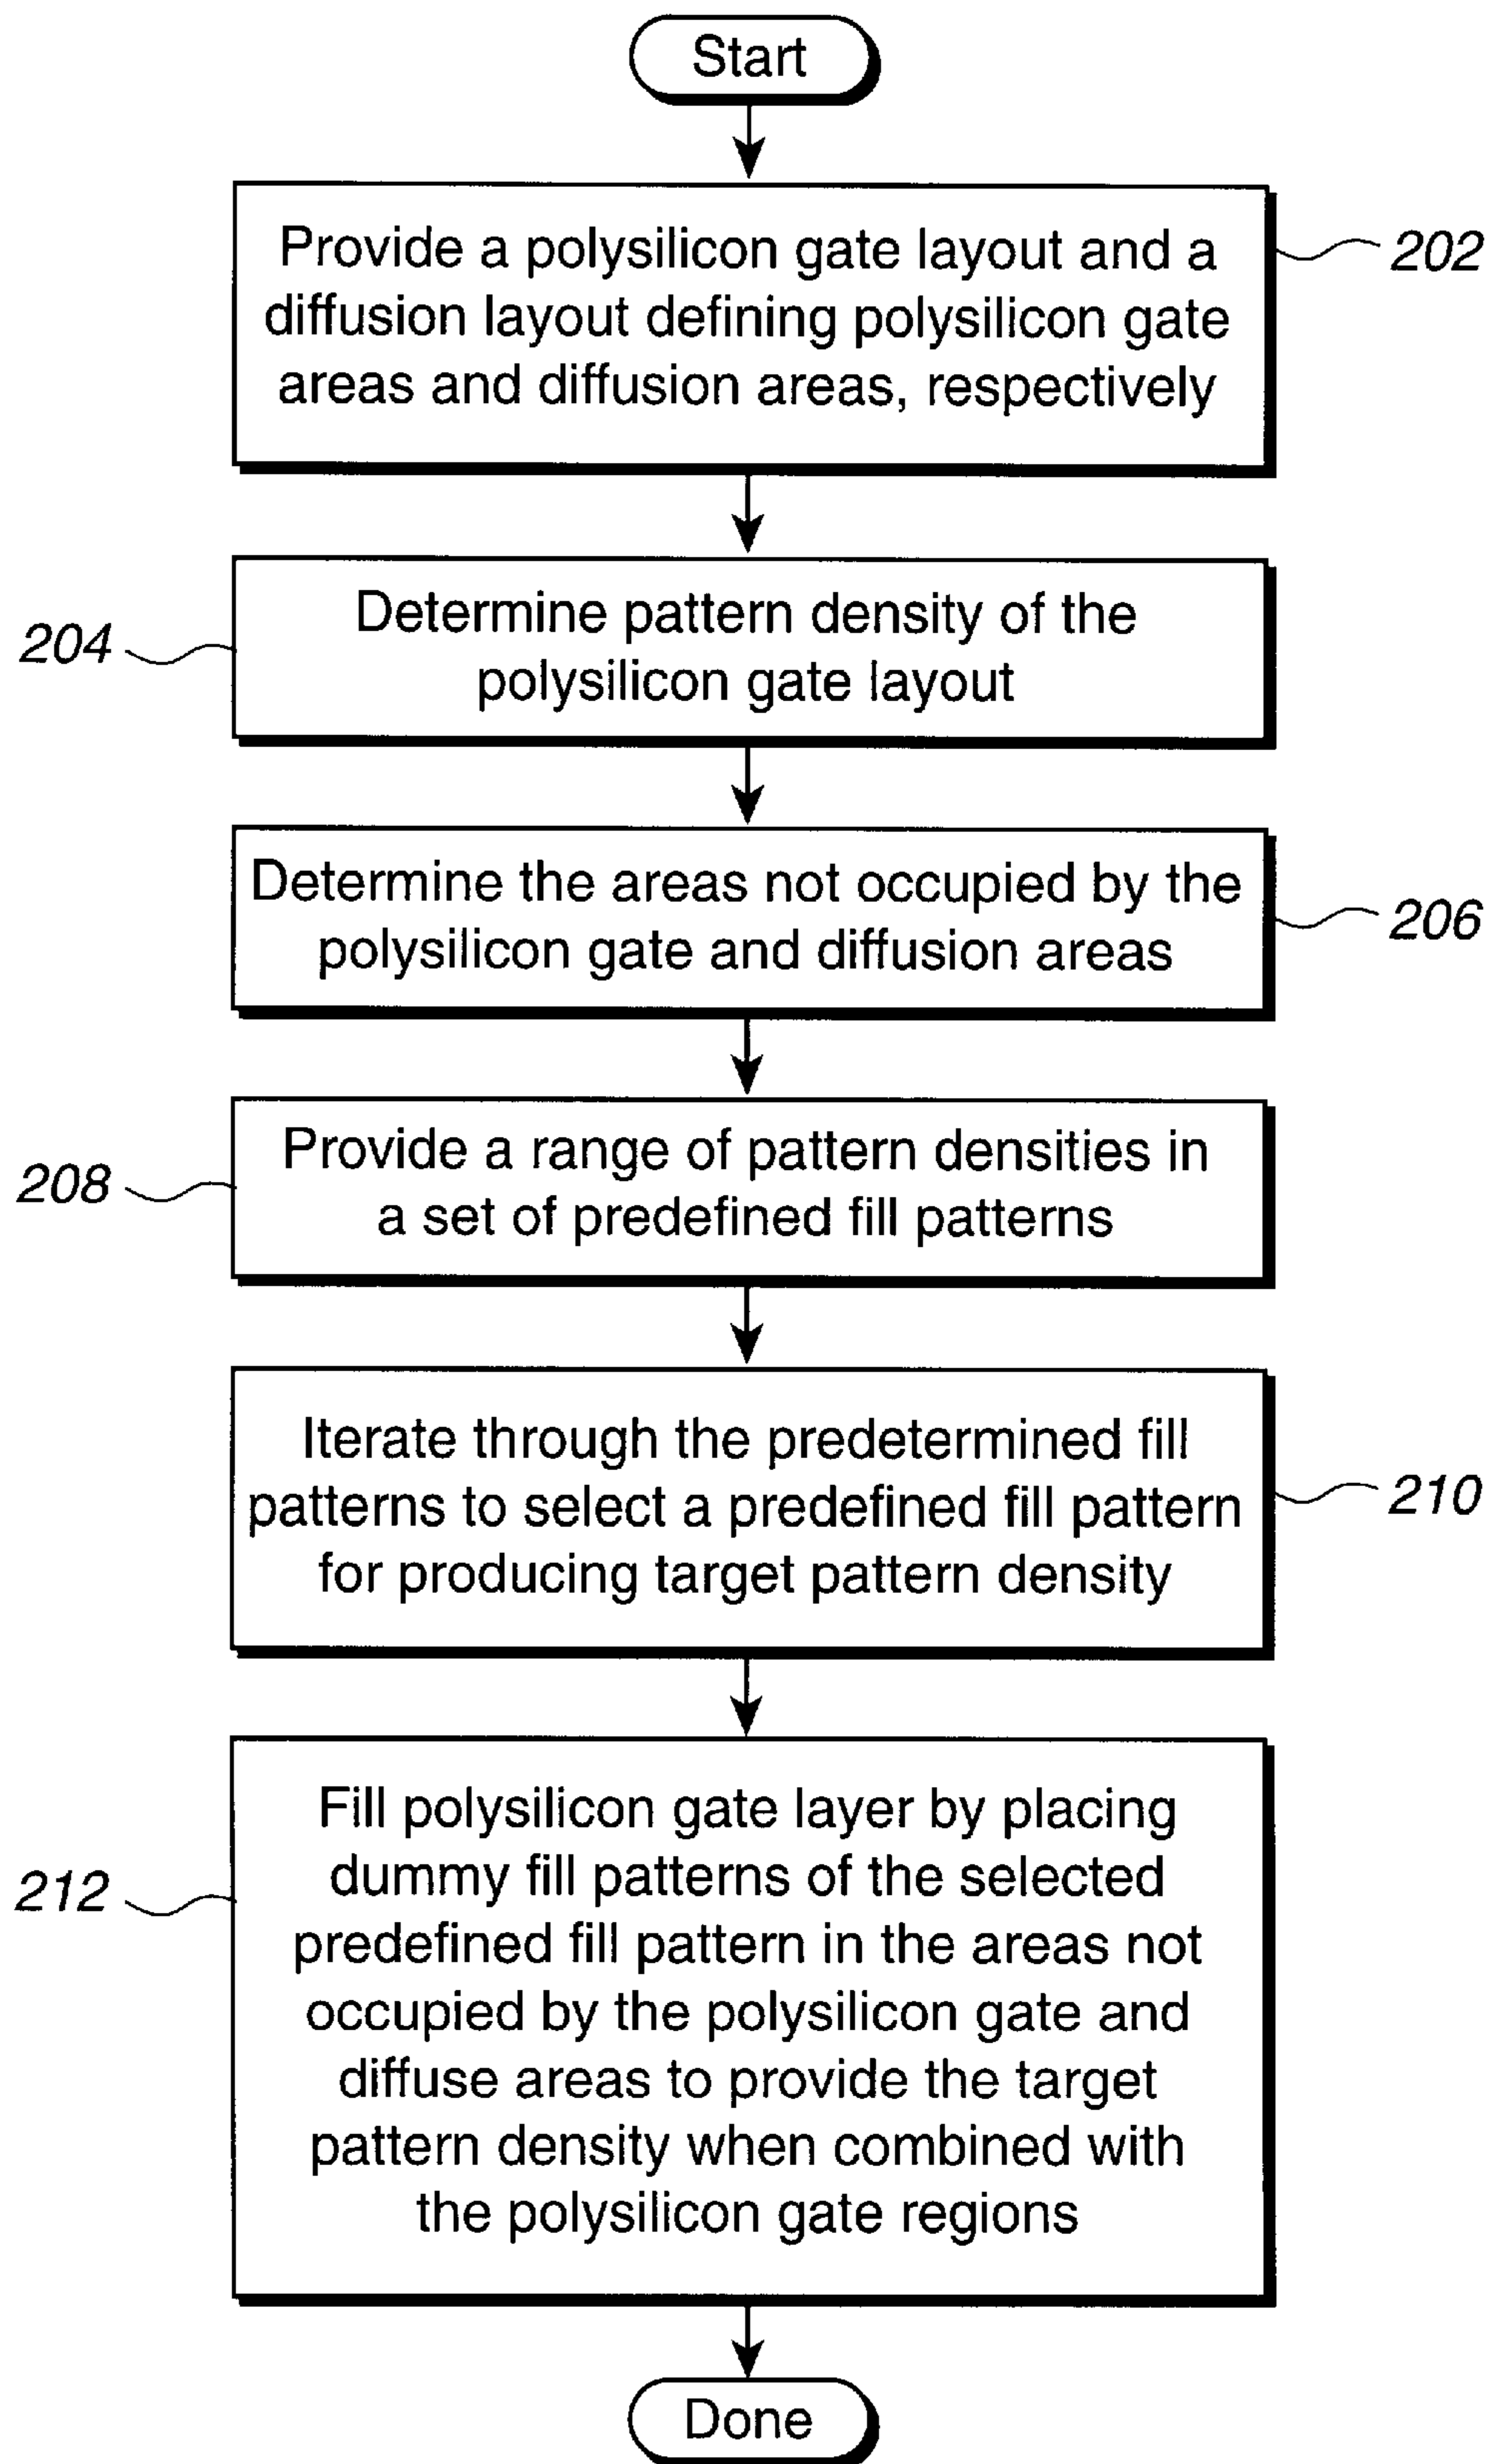 Start
Provide a polysilicon gate layout and a
diffusion layout defining polysilicon gate
areas and diffusion areas, respectively
202
Determine pattern density of the
polysilicon gate layout
204
Determine the areas not occupied by the
polysilicon gate and diffusion areas
206
Provide a range of pattern densities in
a set of predefined fill patterns
208
Iterate through the predetermined fill
patterns to select a predefined fill pattern
for producing target pattern density
210
Fill polysilicon gate layer by placing
dummy fill patterns of the selected
predefined fill pattern in the areas not
occupied by the polysilicon gate and
diffuse areas to provide the target
pattern density when combined with
the polysilicon gate regions
212
Done